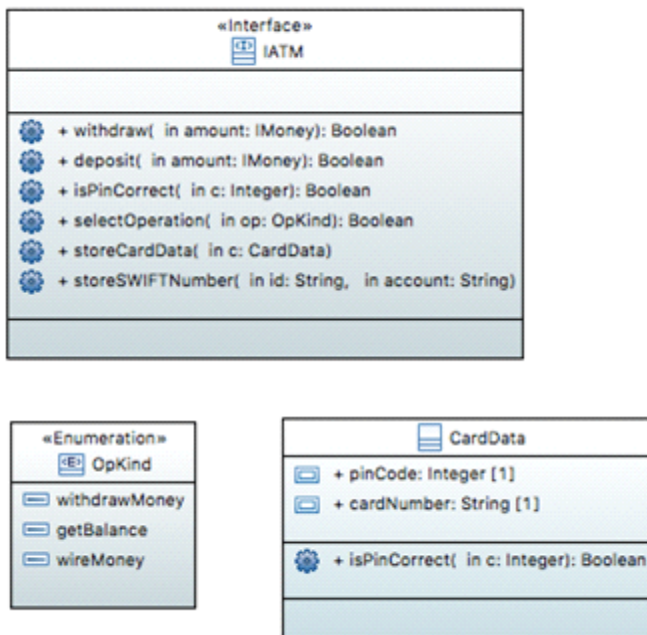 «Interface»
IATM
+ withdraw( in amount: IMoney): Boolean
+ deposit( in amount: IMoney): Boolean
+ isPinCorrect( in c: Integer): Boolean
+ selectOperation( in op: OpKind): Boolean
+ storeCardData( in c: CardData)
+ storeSWIFTNumber( in id: String, in account: String)
«Enumeration»
OpKind
withdrawMoney
getBalance
wireMoney
CardData
+ pinCode: Integer [1]
+ cardNumber: String [1]
+ isPinCorrect( in c: Integer): Boolean